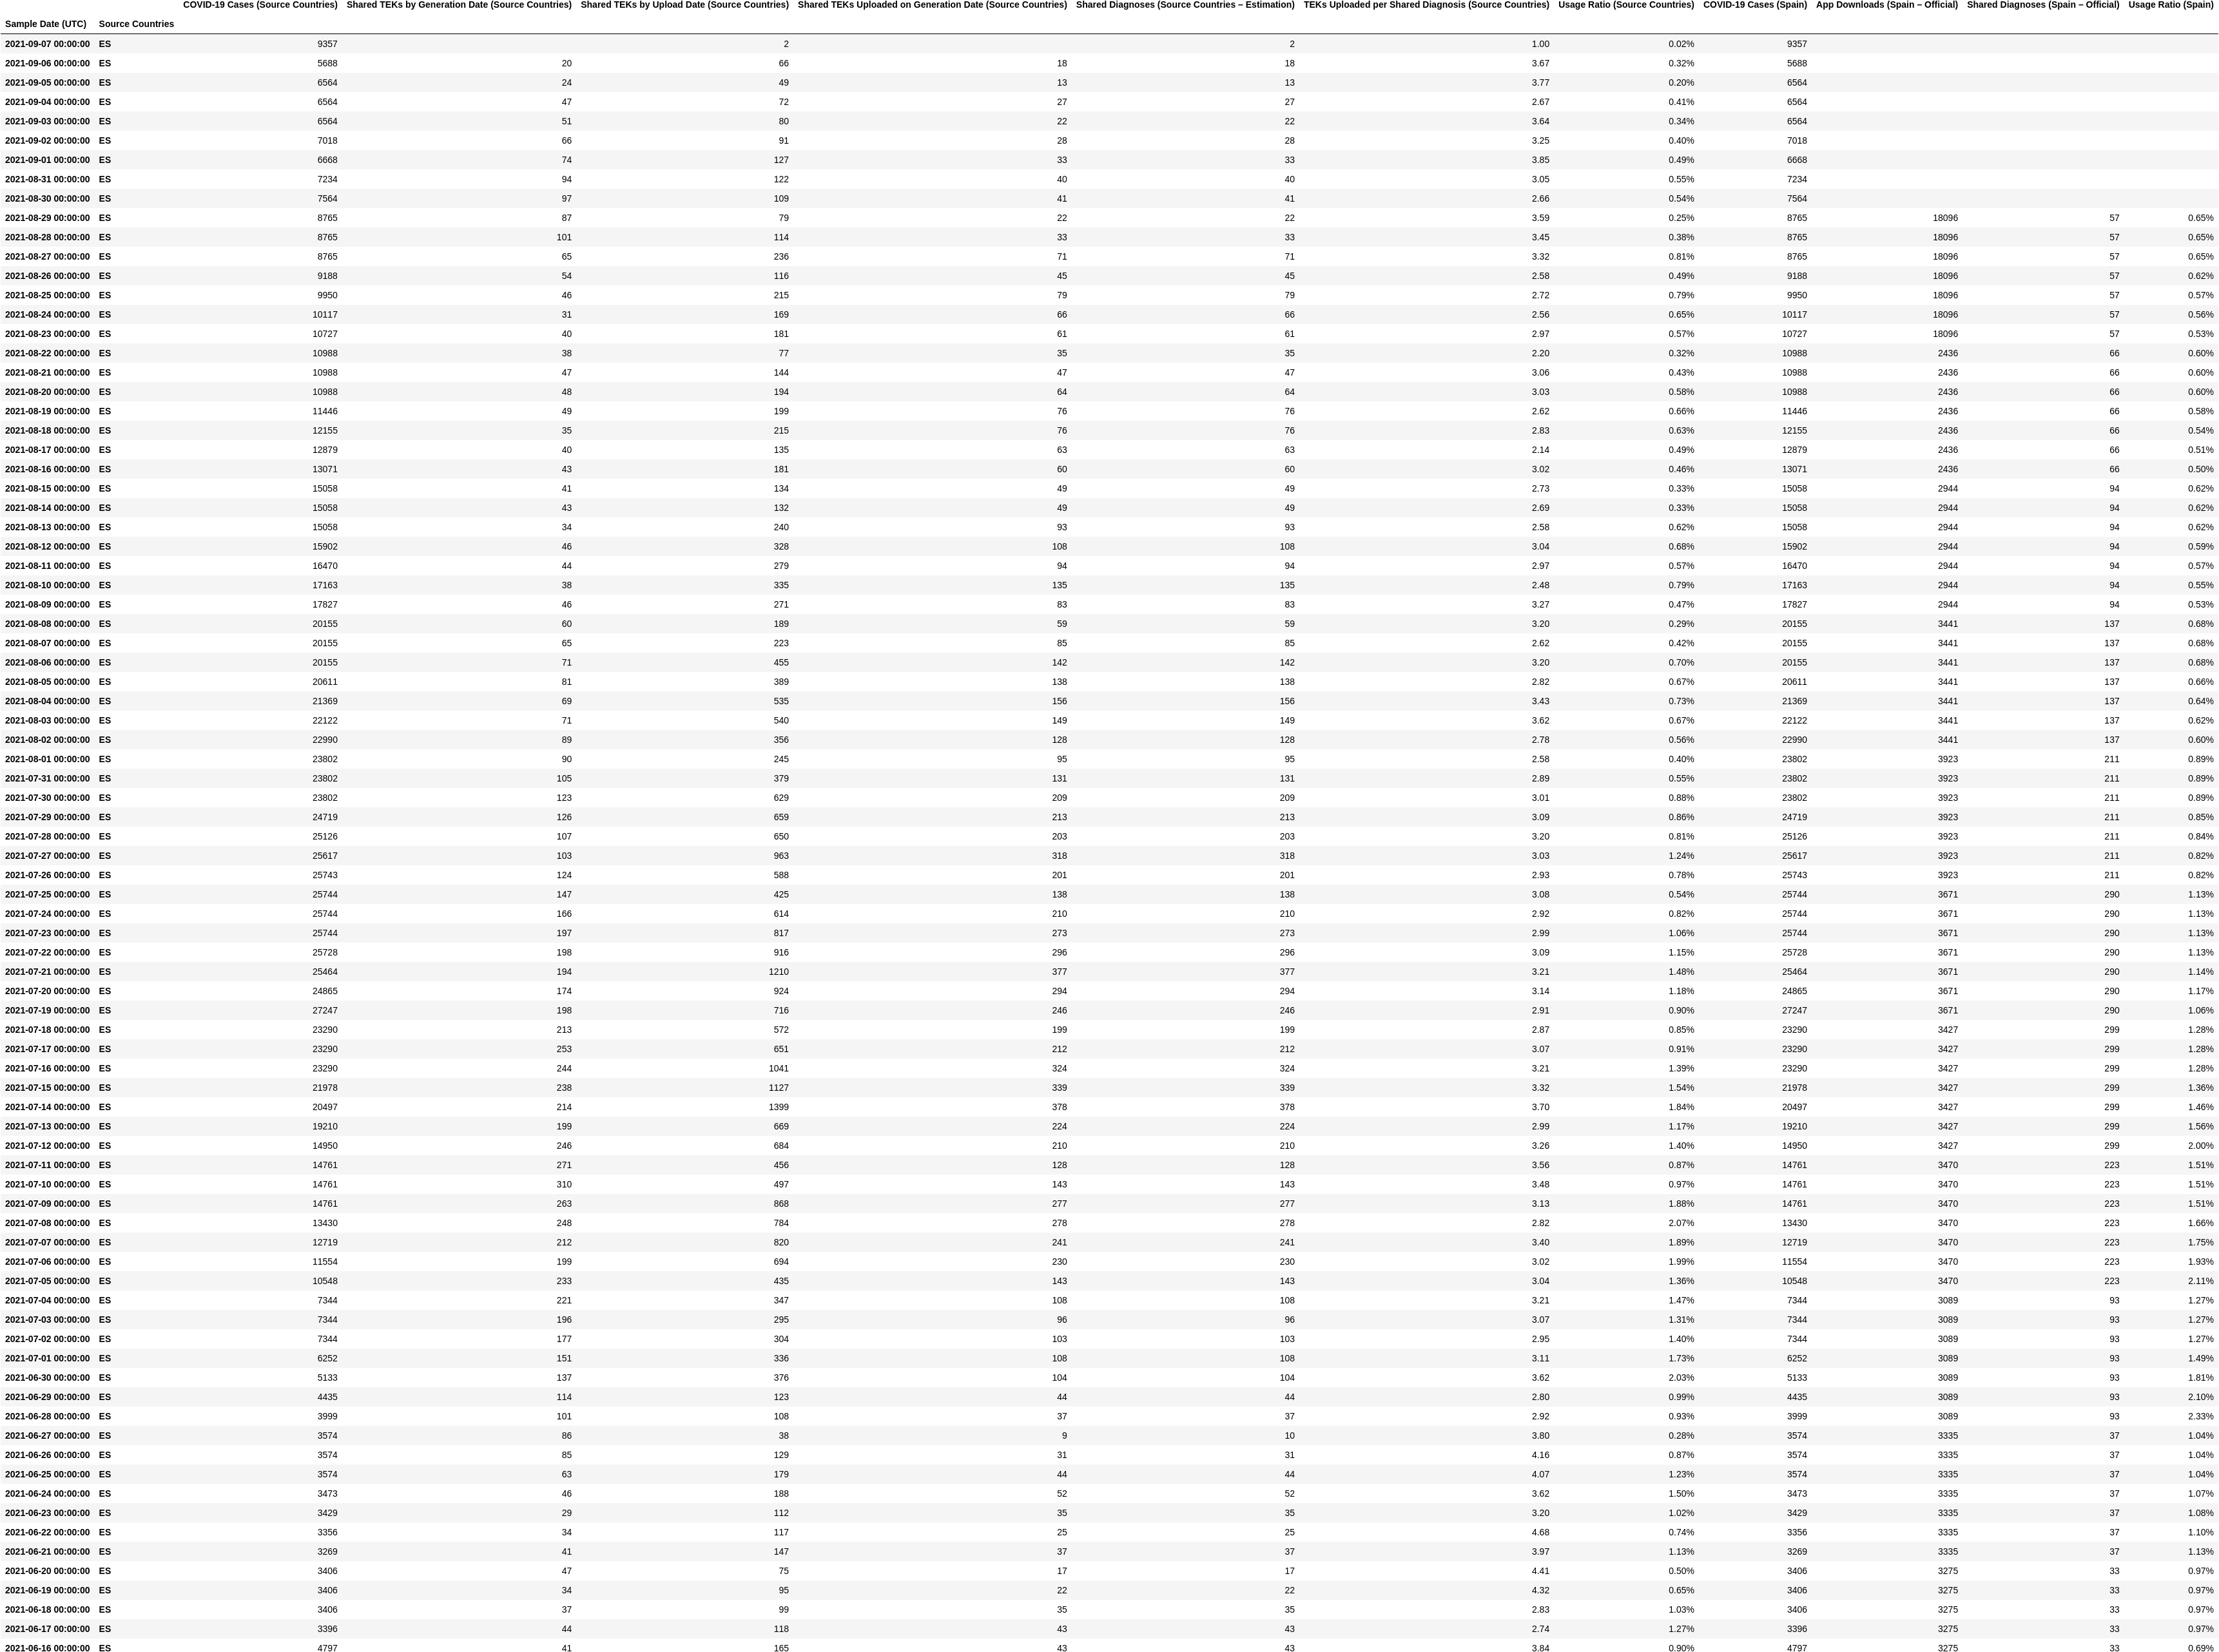 COVID-19 Cases (Source Countries) Shared TEKs by Generation Date (Source Countries) Shared TEKs by Upload Date (Source Countries) Shared TEKs Uploaded on Generation Date (Source Countries) Shared Diagnoses (Source Countries – Estimation) TEKs Uploaded per Shared Diagnosis (Source Countries) Usage Ratio (Source Countries) COVID-19 Cases (Spain) App Downloads (Spain – Official) Shared Diagnoses (Spain – Official) Usage Ratio (Spain)
Sample Date (UTC) Source Countries
2021-09-07 00:00:00 ES 9357 2 2 1.00 0.02% 9357
2021-09-06 00:00:00 ES 5688 20 66 18 18 3.67 0.32% 5688
2021-09-05 00:00:00 ES 6564 24 49 13 13 3.77 0.20% 6564
2021-09-04 00:00:00 ES 6564 47 72 27 27 2.67 0.41% 6564
2021-09-03 00:00:00 ES 6564 51 80 22 22 3.64 0.34% 6564
2021-09-02 00:00:00 ES 7018 66 91 28 28 3.25 0.40% 7018
2021-09-01 00:00:00 ES 6668 74 127 33 33 3.85 0.49% 6668
2021-08-31 00:00:00 ES 7234 94 122 40 40 3.05 0.55% 7234
2021-08-30 00:00:00 ES 7564 97 109 41 41 2.66 0.54% 7564
2021-08-29 00:00:00 ES 8765 87 79 22 22 3.59 0.25% 8765 18096 57 0.65%
2021-08-28 00:00:00 ES 8765 101 114 33 33 3.45 0.38% 8765 18096 57 0.65%
2021-08-27 00:00:00 ES 8765 65 236 71 71 3.32 0.81% 8765 18096 57 0.65%
2021-08-26 00:00:00 ES 9188 54 116 45 45 2.58 0.49% 9188 18096 57 0.62%
2021-08-25 00:00:00 ES 9950 46 215 79 79 2.72 0.79% 9950 18096 57 0.57%
2021-08-24 00:00:00 ES 10117 31 169 66 66 2.56 0.65% 10117 18096 57 0.56%
2021-08-23 00:00:00 ES 10727 40 181 61 61 2.97 0.57% 10727 18096 57 0.53%
2021-08-22 00:00:00 ES 10988 38 77 35 35 2.20 0.32% 10988 2436 66 0.60%
2021-08-21 00:00:00 ES 10988 47 144 47 47 3.06 0.43% 10988 2436 66 0.60%
2021-08-20 00:00:00 ES 10988 48 194 64 64 3.03 0.58% 10988 2436 66 0.60%
2021-08-19 00:00:00 ES 11446 49 199 76 76 2.62 0.66% 11446 2436 66 0.58%
2021-08-18 00:00:00 ES 12155 35 215 76 76 2.83 0.63% 12155 2436 66 0.54%
2021-08-17 00:00:00 ES 12879 40 135 63 63 2.14 0.49% 12879 2436 66 0.51%
2021-08-16 00:00:00 ES 13071 43 181 60 60 3.02 0.46% 13071 2436 66 0.50%
2021-08-15 00:00:00 ES 15058 41 134 49 49 2.73 0.33% 15058 2944 94 0.62%
2021-08-14 00:00:00 ES 15058 43 132 49 49 2.69 0.33% 15058 2944 94 0.62%
2021-08-13 00:00:00 ES 15058 34 240 93 93 2.58 0.62% 15058 2944 94 0.62%
2021-08-12 00:00:00 ES 15902 46 328 108 108 3.04 0.68% 15902 2944 94 0.59%
2021-08-11 00:00:00 ES 16470 44 279 94 94 2.97 0.57% 16470 2944 94 0.57%
2021-08-10 00:00:00 ES 17163 38 335 135 135 2.48 0.79% 17163 2944 94 0.55%
2021-08-09 00:00:00 ES 17827 46 271 83 83 3.27 0.47% 17827 2944 94 0.53%
2021-08-08 00:00:00 ES 20155 60 189 59 59 3.20 0.29% 20155 3441 137 0.68%
2021-08-07 00:00:00 ES 20155 65 223 85 85 2.62 0.42% 20155 3441 137 0.68%
2021-08-06 00:00:00 ES 20155 71 455 142 142 3.20 0.70% 20155 3441 137 0.68%
2021-08-05 00:00:00 ES 20611 81 389 138 138 2.82 0.67% 20611 3441 137 0.66%
2021-08-04 00:00:00 ES 21369 69 535 156 156 3.43 0.73% 21369 3441 137 0.64%
2021-08-03 00:00:00 ES 22122 71 540 149 149 3.62 0.67% 22122 3441 137 0.62%
2021-08-02 00:00:00 ES 22990 89 356 128 128 2.78 0.56% 22990 3441 137 0.60%
2021-08-01 00:00:00 ES 23802 90 245 95 95 2.58 0.40% 23802 3923 211 0.89%
2021-07-31 00:00:00 ES 23802 105 379 131 131 2.89 0.55% 23802 3923 211 0.89%
2021-07-30 00:00:00 ES 23802 123 629 209 209 3.01 0.88% 23802 3923 211 0.89%
2021-07-29 00:00:00 ES 24719 126 659 213 213 3.09 0.86% 24719 3923 211 0.85%
2021-07-28 00:00:00 ES 25126 107 650 203 203 3.20 0.81% 25126 3923 211 0.84%
2021-07-27 00:00:00 ES 25617 103 963 318 318 3.03 1.24% 25617 3923 211 0.82%
2021-07-26 00:00:00 ES 25743 124 588 201 201 2.93 0.78% 25743 3923 211 0.82%
2021-07-25 00:00:00 ES 25744 147 425 138 138 3.08 0.54% 25744 3671 290 1.13%
2021-07-24 00:00:00 ES 25744 166 614 210 210 2.92 0.82% 25744 3671 290 1.13%
2021-07-23 00:00:00 ES 25744 197 817 273 273 2.99 1.06% 25744 3671 290 1.13%
2021-07-22 00:00:00 ES 25728 198 916 296 296 3.09 1.15% 25728 3671 290 1.13%
2021-07-21 00:00:00 ES 25464 194 1210 377 377 3.21 1.48% 25464 3671 290 1.14%
2021-07-20 00:00:00 ES 24865 174 924 294 294 3.14 1.18% 24865 3671 290 1.17%
2021-07-19 00:00:00 ES 27247 198 716 246 246 2.91 0.90% 27247 3671 290 1.06%
2021-07-18 00:00:00 ES 23290 213 572 199 199 2.87 0.85% 23290 3427 299 1.28%
2021-07-17 00:00:00 ES 23290 253 651 212 212 3.07 0.91% 23290 3427 299 1.28%
2021-07-16 00:00:00 ES 23290 244 1041 324 324 3.21 1.39% 23290 3427 299 1.28%
2021-07-15 00:00:00 ES 21978 238 1127 339 339 3.32 1.54% 21978 3427 299 1.36%
2021-07-14 00:00:00 ES 20497 214 1399 378 378 3.70 1.84% 20497 3427 299 1.46%
2021-07-13 00:00:00 ES 19210 199 669 224 224 2.99 1.17% 19210 3427 299 1.56%
2021-07-12 00:00:00 ES 14950 246 684 210 210 3.26 1.40% 14950 3427 299 2.00%
2021-07-11 00:00:00 ES 14761 271 456 128 128 3.56 0.87% 14761 3470 223 1.51%
2021-07-10 00:00:00 ES 14761 310 497 143 143 3.48 0.97% 14761 3470 223 1.51%
2021-07-09 00:00:00 ES 14761 263 868 277 277 3.13 1.88% 14761 3470 223 1.51%
2021-07-08 00:00:00 ES 13430 248 784 278 278 2.82 2.07% 13430 3470 223 1.66%
2021-07-07 00:00:00 ES 12719 212 820 241 241 3.40 1.89% 12719 3470 223 1.75%
2021-07-06 00:00:00 ES 11554 199 694 230 230 3.02 1.99% 11554 3470 223 1.93%
2021-07-05 00:00:00 ES 10548 233 435 143 143 3.04 1.36% 10548 3470 223 2.11%
2021-07-04 00:00:00 ES 7344 221 347 108 108 3.21 1.47% 7344 3089 93 1.27%
2021-07-03 00:00:00 ES 7344 196 295 96 96 3.07 1.31% 7344 3089 93 1.27%
2021-07-02 00:00:00 ES 7344 177 304 103 103 2.95 1.40% 7344 3089 93 1.27%
2021-07-01 00:00:00 ES 6252 151 336 108 108 3.11 1.73% 6252 3089 93 1.49%
2021-06-30 00:00:00 ES 5133 137 376 104 104 3.62 2.03% 5133 3089 93 1.81%
2021-06-29 00:00:00 ES 4435 114 123 44 44 2.80 0.99% 4435 3089 93 2.10%
2021-06-28 00:00:00 ES 3999 101 108 37 37 2.92 0.93% 3999 3089 93 2.33%
2021-06-27 00:00:00 ES 3574 86 38 9 10 3.80 0.28% 3574 3335 37 1.04%
2021-06-26 00:00:00 ES 3574 85 129 31 31 4.16 0.87% 3574 3335 37 1.04%
2021-06-25 00:00:00 ES 3574 63 179 44 44 4.07 1.23% 3574 3335 37 1.04%
2021-06-24 00:00:00 ES 3473 46 188 52 52 3.62 1.50% 3473 3335 37 1.07%
2021-06-23 00:00:00 ES 3429 29 112 35 35 3.20 1.02% 3429 3335 37 1.08%
2021-06-22 00:00:00 ES 3356 34 117 25 25 4.68 0.74% 3356 3335 37 1.10%
2021-06-21 00:00:00 ES 3269 41 147 37 37 3.97 1.13% 3269 3335 37 1.13%
2021-06-20 00:00:00 ES 3406 47 75 17 17 4.41 0.50% 3406 3275 33 0.97%
2021-06-19 00:00:00 ES 3406 34 95 22 22 4.32 0.65% 3406 3275 33 0.97%
2021-06-18 00:00:00 ES 3406 37 99 35 35 2.83 1.03% 3406 3275 33 0.97%
2021-06-17 00:00:00 ES 3396 44 118 43 43 2.74 1.27% 3396 3275 33 0.97%
2021-06-16 00:00:00 ES 4797 41 165 43 43 3.84 0.90% 4797 3275 33 0.69%